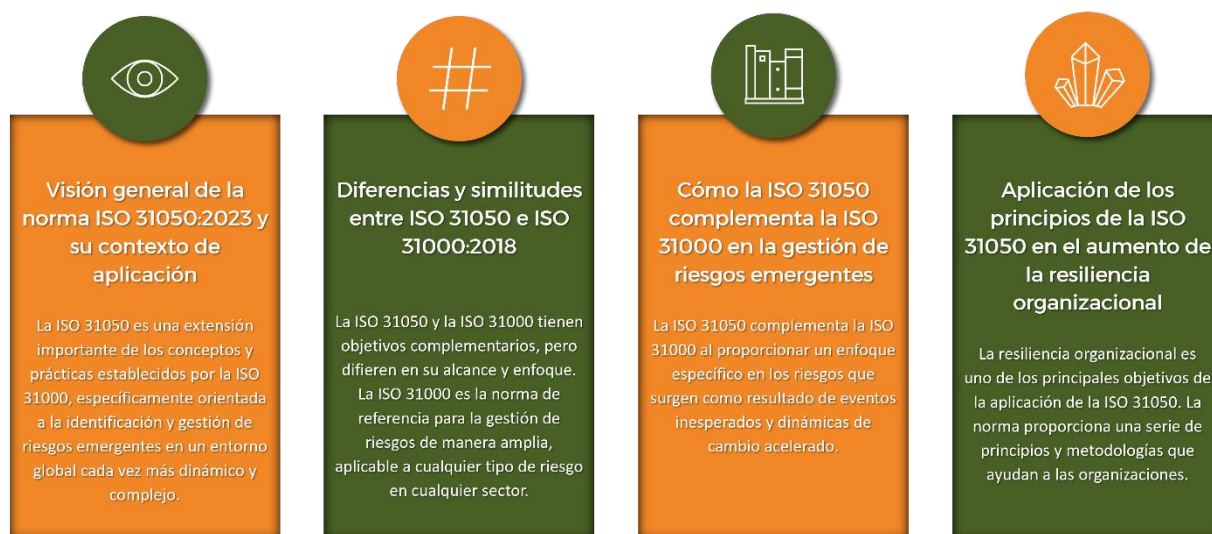 Visión general de la
norma ISO 31050:2023 y
su contexto de
aplicación
La ISO 31050 es una extensión
importante de los conceptos y
prácticas establecidos por la ISO
31000, específicamente orientada
a la identificación y gestión de
riesgos emergentes en un entorno
global cada vez más dinámico y
complejo.
Diferencias y similitudes
entre ISO 31050 e ISO
31000:2018
La ISO 31050 y la ISO 31000 tienen
objetivos complementarios, pero
difieren en su alcance y enfoque.
La ISO 31000 es la norma de
referencia para la gestión de
riesgos de manera amplia,
aplicable a cualquier tipo de riesgo
en cualquier sector.
Cómo la ISO 31050
complementa la ISO
31000 en la gestión de
riesgos emergentes
La ISO 31050 complementa la ISO
31000 al proporcionar un enfoque
específico en los riesgos que
surgen como resultado de eventos
inesperados y dinámicas de
cambio acelerado.
Aplicación de los
principios de la ISO
31050 en el aumento de
la resiliencia
organizacional
La resiliencia organizacional es
uno de los principales objetivos de
la aplicación de la ISO 31050. La
norma proporciona una serie de
principios y metodologías que
ayudan a las organizaciones.